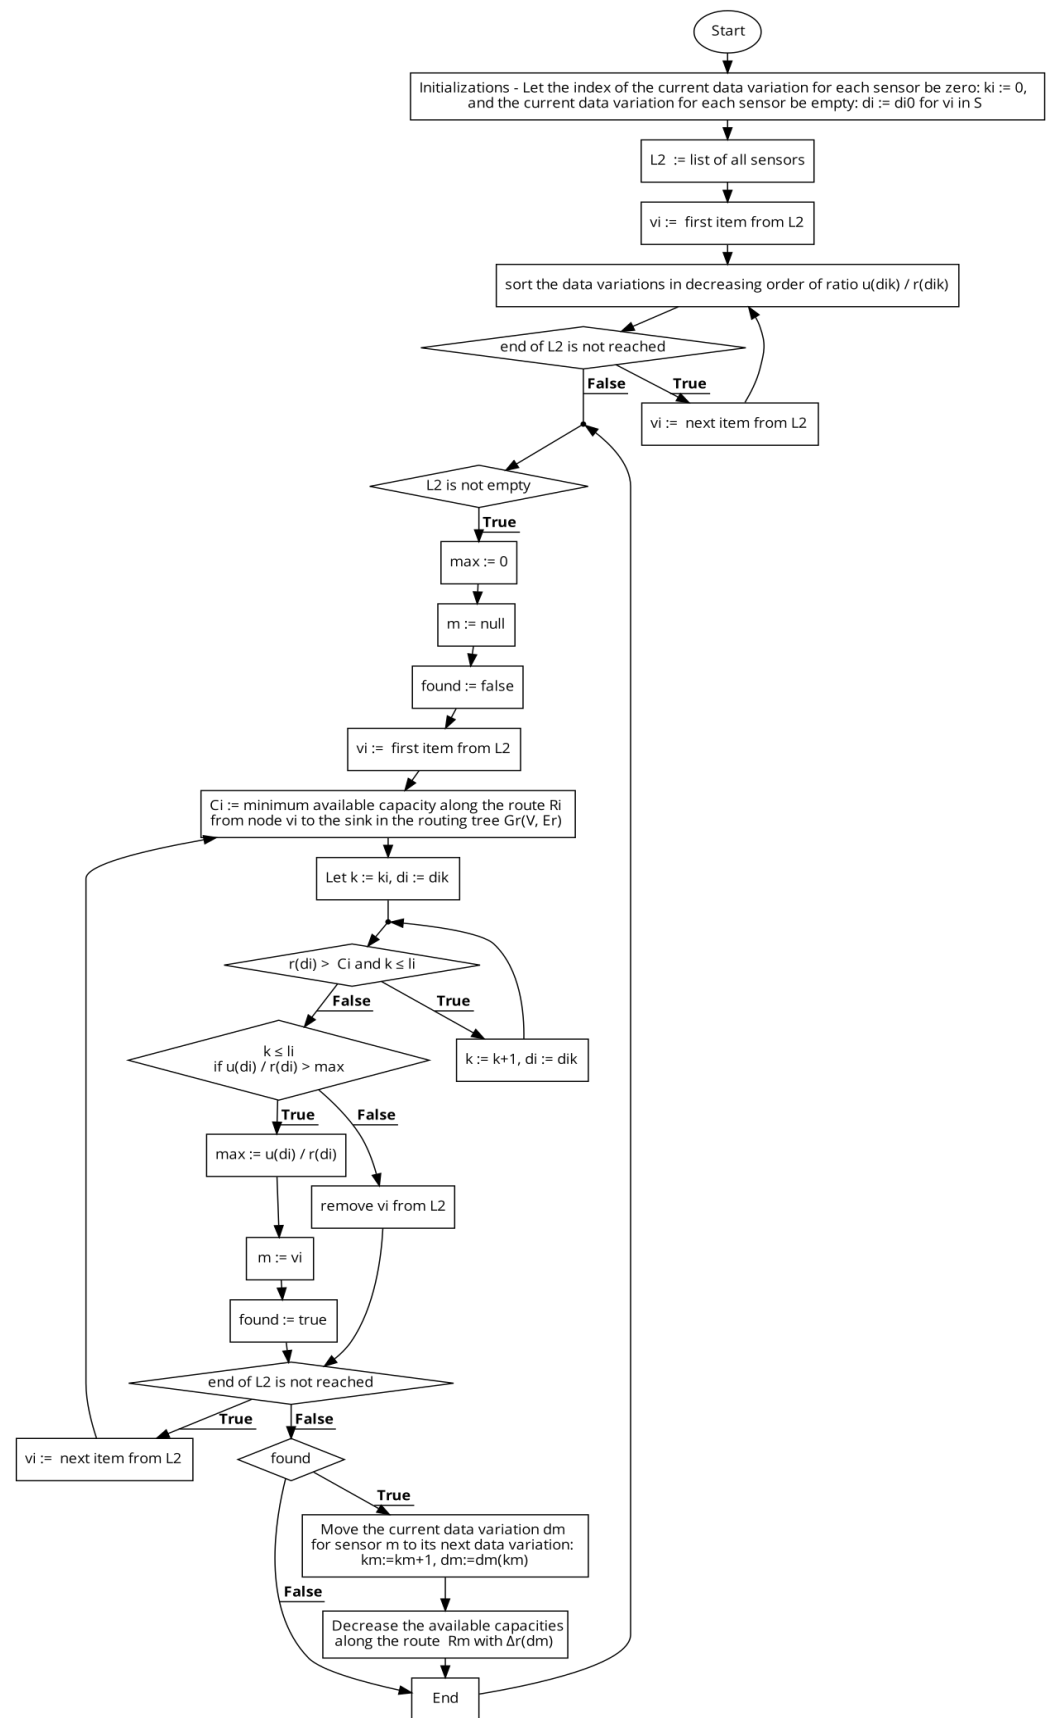 Start
Initializations - Let the index of the current data variation for each sensor be zero: ki := 0,
and the current data variation for each sensor be empty: di := di0 for vi in S
L2 := list of all sensors
vi := first item from L2
sort the data variations in decreasing order of ratio u(dik) / r(dik)
end of L2 is not reached
False
True
vi := next item from L2
L2 is not empty
True
max := 0
m := null
found := false
vi := first item from L2
Ci := minimum available capacity along the route Ri
from node vi to the sink in the routing tree Gr(V, Er)
Let k := ki, di := dik
r(di) > Ci and k ≤ li
False
True
k ≤ li
if u(di) / r(di) > max
k := k+1, di := dik
True
False
max := u(di) / r(di)
remove vi from L2
m := vi
found := true
end of L2 is not reached
True
False
vi := next item from L2
found
True
Move the current data variation dm
for sensor m to its next data variation:
km:=km+1, dm:=dm(km)
False
Decrease the available capacities
along the route Rm with Δr(dm)
End